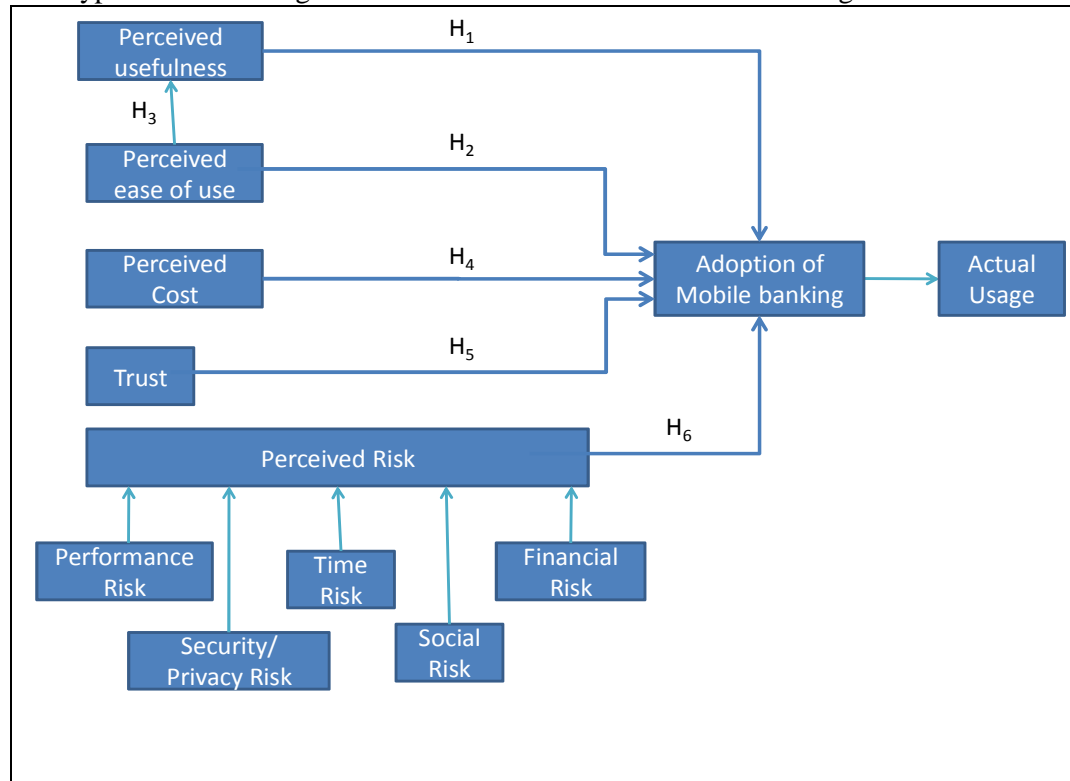 Perceived
usefulness
H1
H3
Perceived
ease of use
H2
Perceived
Cost
H4
Adoption of
Mobile banking
Actual
Usage
Trust
H5
Perceived Risk
H6
Performance
Risk
Security/
Privacy Risk
Time
Risk
Social
Risk
Financial
Risk